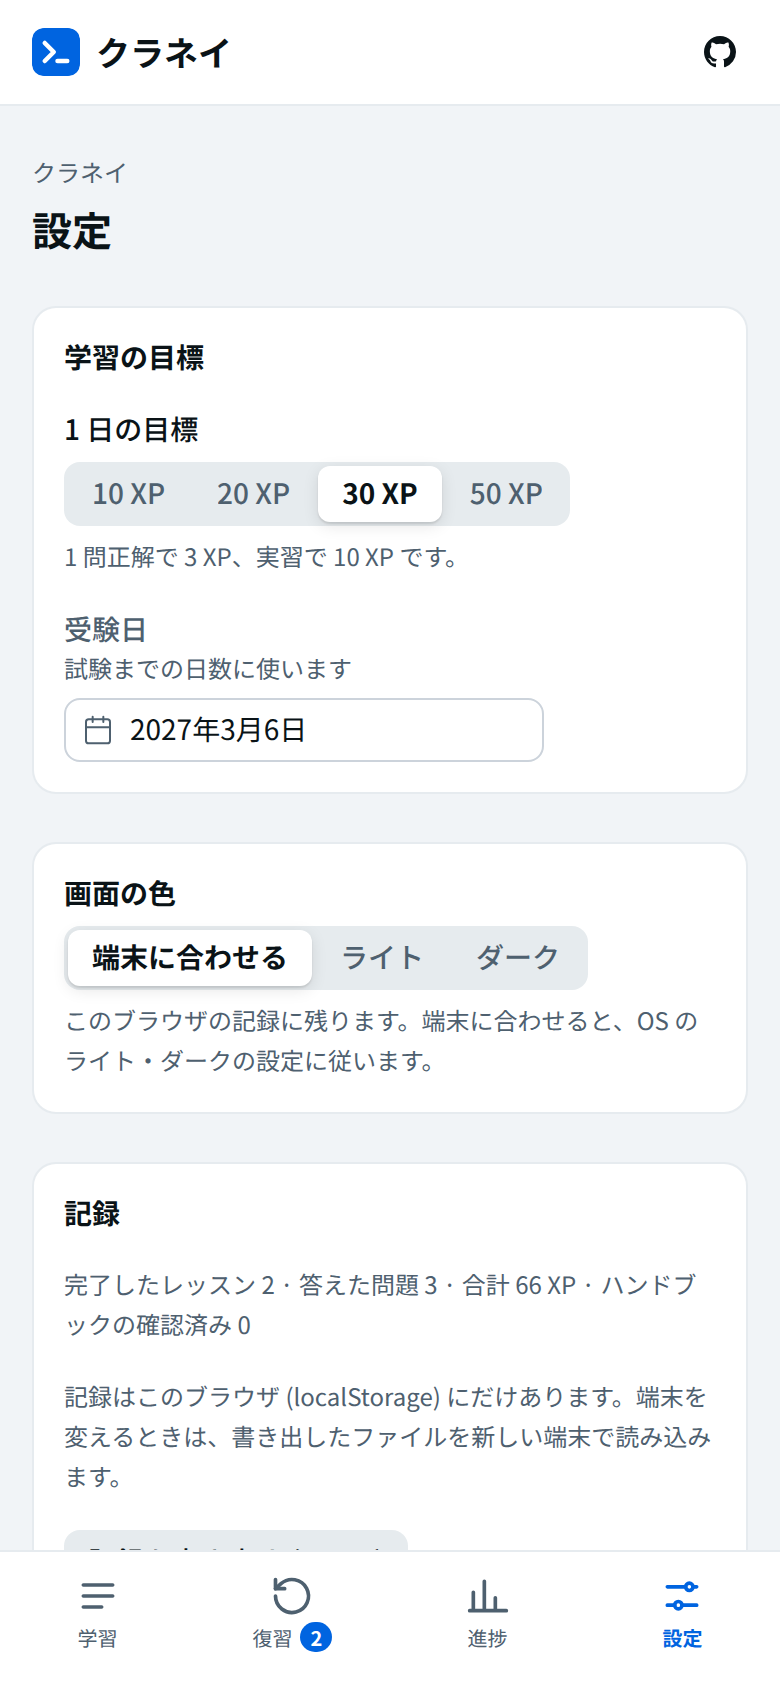 クラネイ
クラネイ
設定
学習の目標
1 日の目標
10 XP 20 XP 30 XP 50 XP
1 問正解で 3 XP、実習で 10 XP です。
受験日
試験までの日数に使います
2027年3月6日
画面の色
端末に合わせる ライト ダーク
このブラウザの記録に残ります。端末に合わせると、OS の
ライト・ダークの設定に従います。
記録
完了したレッスン 2 · 答えた問題 3 · 合計 66 XP · ハンドブ
ックの確認済み 0
記録はこのブラウザ (localStorage) にだけあります。端末を
変えるときは、書き出したファイルを新しい端末で読み込み
ます。
学習 復習 2 進捗 設定